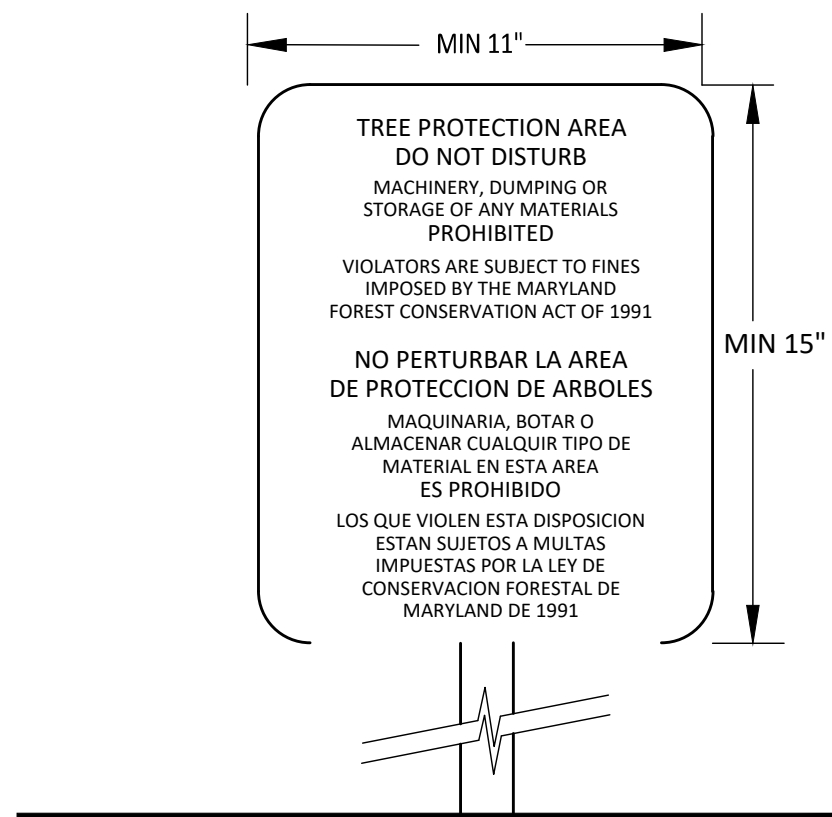 MIN 11"
TREE PROTECTION AREA
DO NOT DISTURB
MACHINERY, DUMPING OR
STORAGE OF ANY MATERIALS
PROHIBITED
VIOLATORS ARE SUBJECT TO FINES
IMPOSED BY THE MARYLAND
FOREST CONSERVATION ACT OF 1991
MIN 15"
NO PERTURBAR LA AREA
DE PROTECCION DE ARBOLES
MAQUINARIA, BOTAR O
ALMACENAR CUALQUIR TIPO DE
MATERIAL EN ESTA AREA
ES PROHIBIDO
LOS QUE VIOLEN ESTA DISPOSICION
ESTAN SUJETOS A MULTAS
IMPUESTAS POR LA LEY DE
CONSERVACION FORESTAL DE
MARYLAND DE 1991